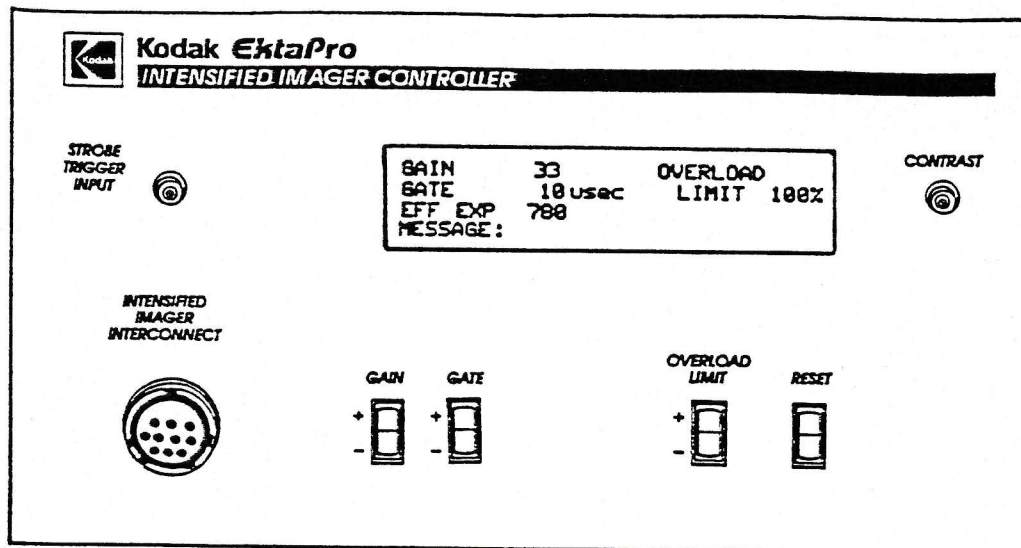 Kodak
Kodak EktaPro
INTENSIFIED IMAGER CONTROLLER
STROBE
TRIGGER
INPUT
GAIN 33 OVERLOAD
GATE 10 usec LIMIT 100%
EFF EXP 780
MESSAGE:
CONTRAST
INTENSIFIED
IMAGER
INTERCONNECT
GAIN
GATE
OVERLOAD
LIMIT
RESET
+ + +
- - -